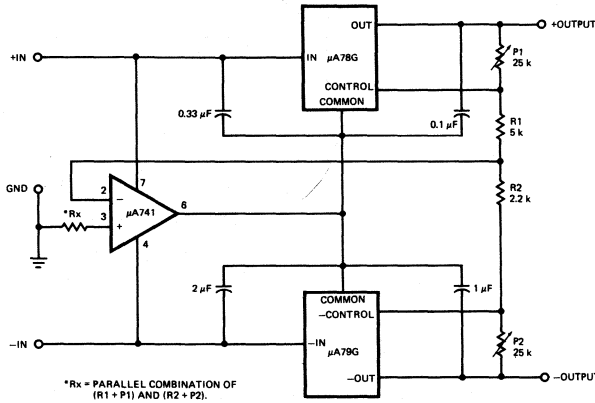 OUT
+OUTPUT
+IN
IN
μA78G
P1
25 k
CONTROL
COMMON
0.33 μF
0.1 μF
R1
5 k
GND
2
7
*Rx
μA741
6
3
4
−
+
R2
2.2 k
2 μF
1 μF
COMMON
−CONTROL
−IN
−IN
μA79G
P2
25 k
−OUT
−OUTPUT
*Rx = PARALLEL COMBINATION OF
(R1 + P1) AND (R2 + P2).